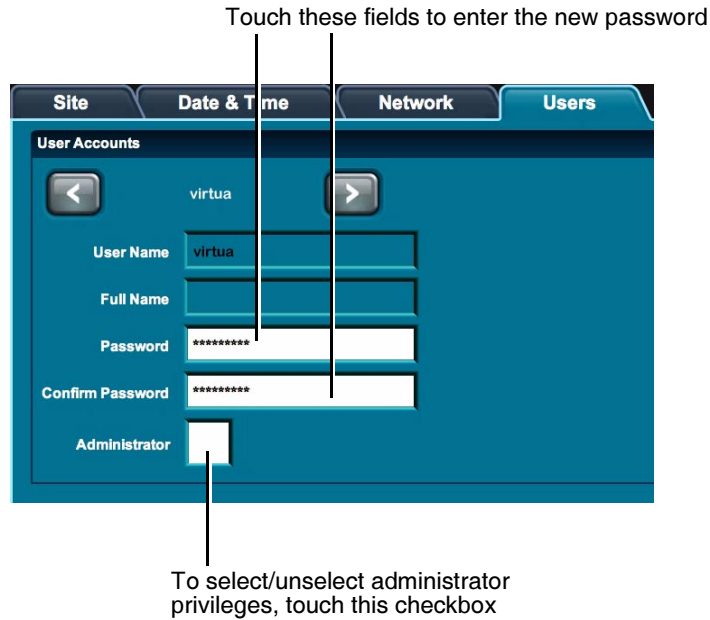 Touch these fields to enter the new password
Site Date & Time Network Users
User Accounts
< virtua >
User Name virtua
Full Name
Password *********
Confirm Password *********
Administrator
To select/unselect administrator
privileges, touch this checkbox